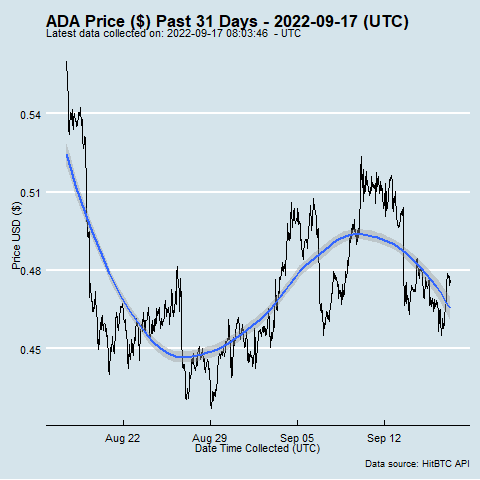 ADA Price ($) Past 31 Days - 2022-09-17 (UTC)
Latest data collected on: 2022-09-17 08:03:46  - UTC
0.54
0.51
0.48
0.45
Price USD ($)
Aug 22
Aug 29
Sep 05
Sep 12
Date Time Collected (UTC)
Data source: HitBTC API